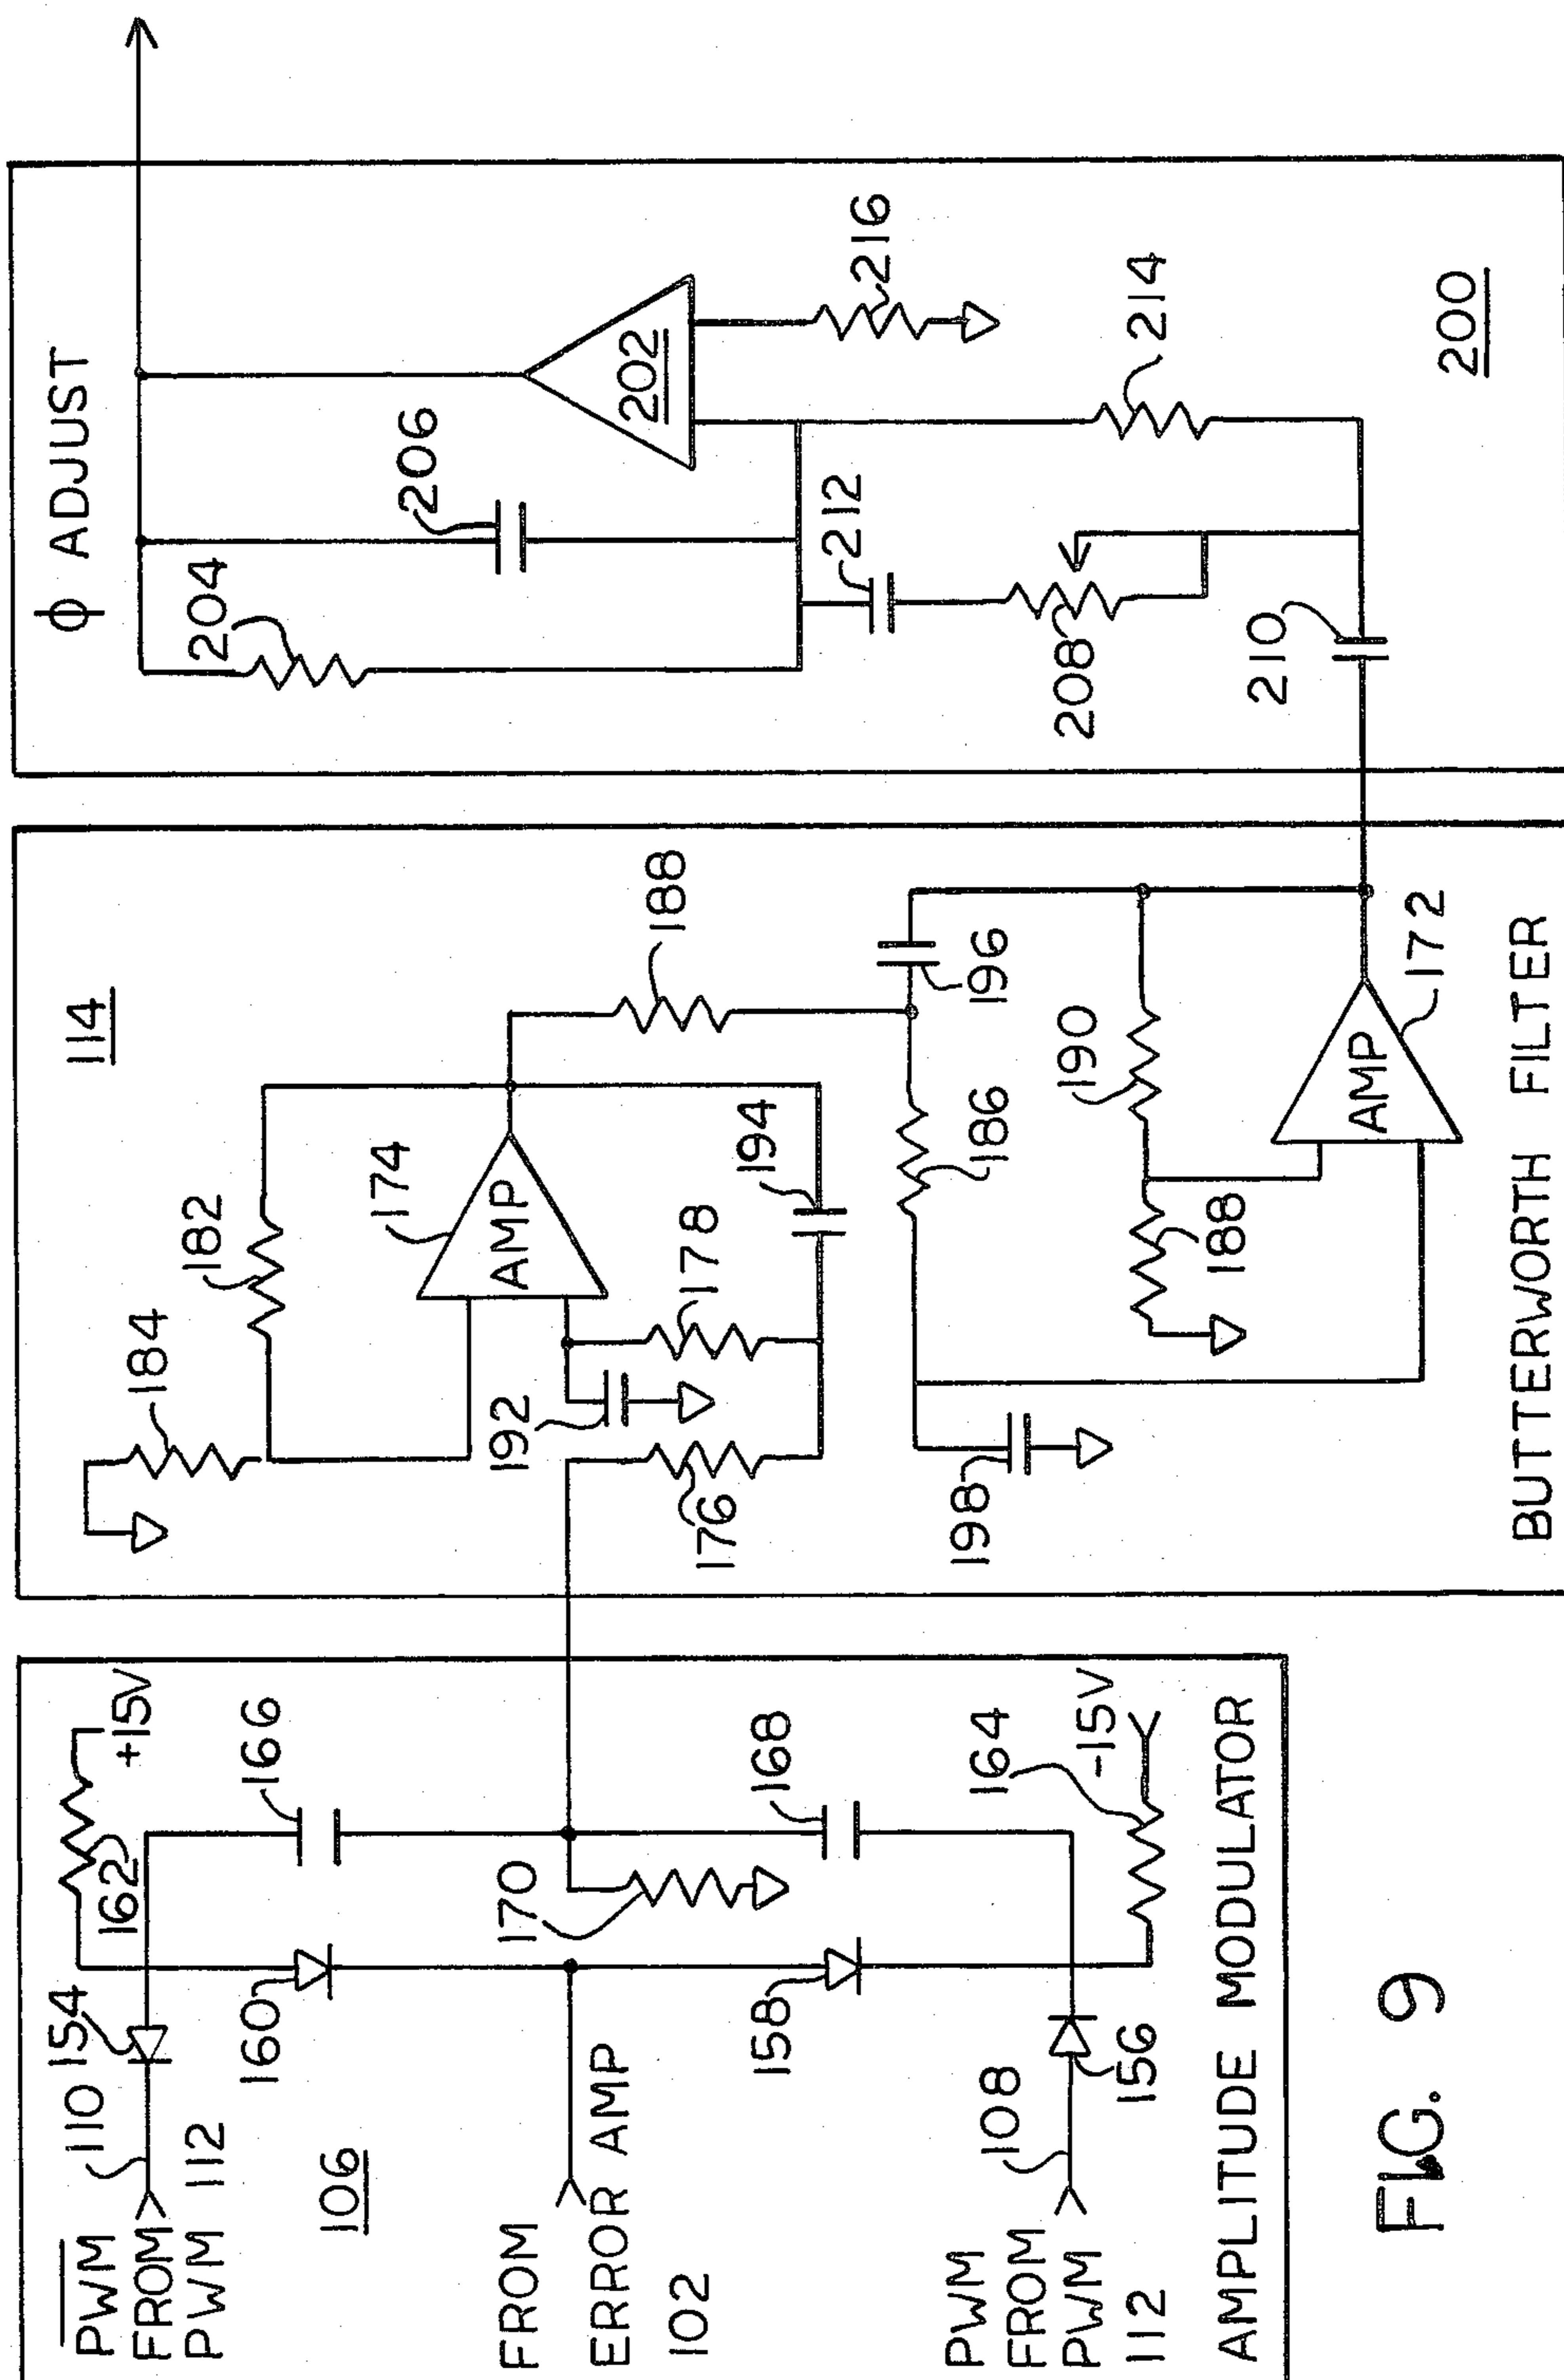 PWM
FROM
PWM 112
110
154
160
162
+15V
166
106
FROM
ERROR AMP
102
170
168
158
PWM
FROM
PWM
112
108
156
164
-15V
AMPLITUDE MODULATOR
114
184
182
174
AMP
192
178
176
194
188
198
186
196
190
188
AMP
172
BUTTERWORTH FILTER
ϕ ADJUST
204
206
202
216
212
208
214
210
200
FIG. 9